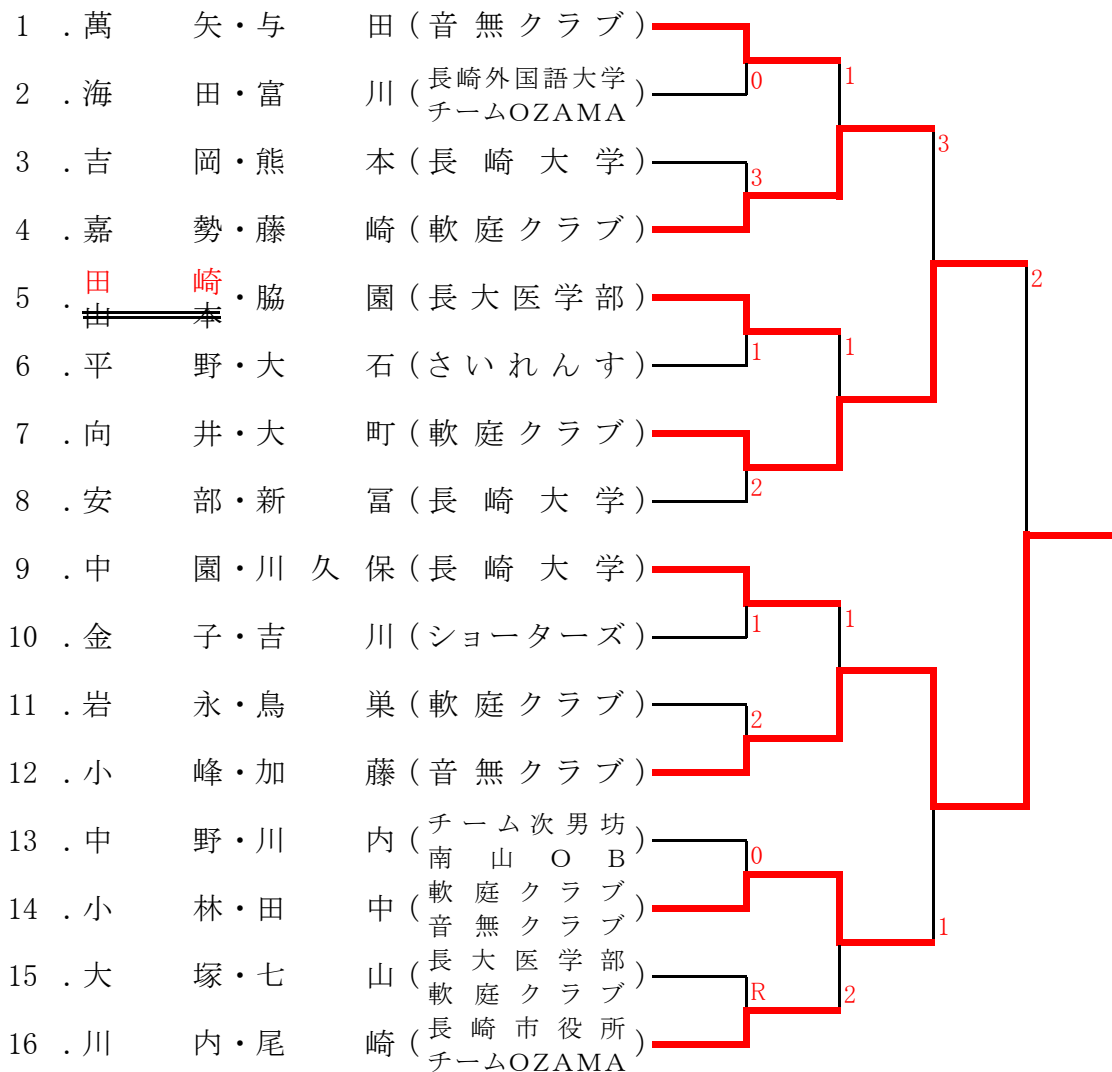 1 .萬 矢・与 田(音無クラブ)
1
0
2 .海 田・富 川(長崎外国語大学
チームOZAMA)
3
3 .吉 岡・熊 本(長 崎 大 学)
3
4 .嘉 勢・藤 崎(軟庭クラブ)
田 崎
2
5 .山 本・脇 園(長大医学部)
1
1
6 .平 野・大 石(さいれんす)
7 .向 井・大 町(軟庭クラブ)
2
8 .安 部・新 冨(長 崎 大 学)
9 .中 園・川久保(長 崎 大 学)
1
1
10 .金 子・吉 川(ショーターズ)
11 .岩 永・鳥 巣(軟庭クラブ)
2
12 .小 峰・加 藤(音無クラブ)
13 .中 野・川 内(チーム次男坊
南 山 O B)
0
14 .小 林・田 中(軟庭クラブ
音無クラブ)
1
15 .大 塚・七 山(長大医学部
軟庭クラブ)
R
2
16 .川 内・尾 崎(長崎市役所
チームOZAMA)